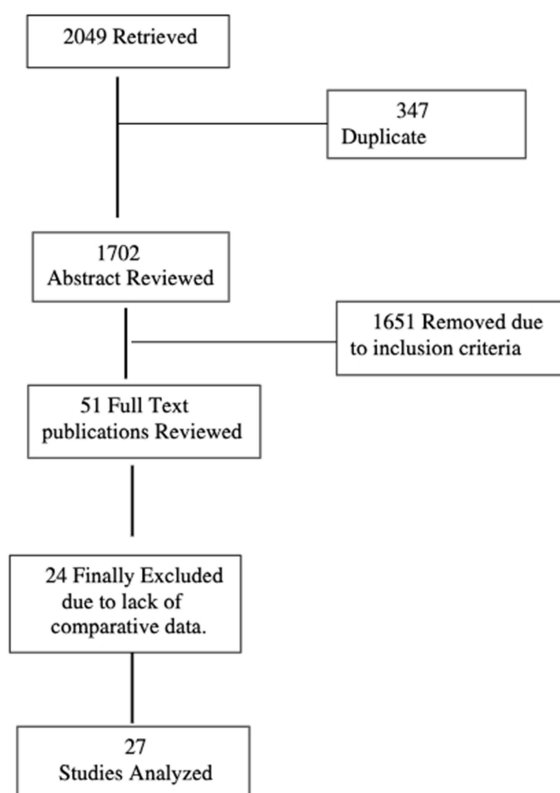 2049 Retrieved
347
Duplicate
1702
Abstract Reviewed
1651 Removed due
to inclusion criteria
51 Full Text
publications Reviewed
24 Finally Excluded
due to lack of
comparative data.
27
Studies Analyzed